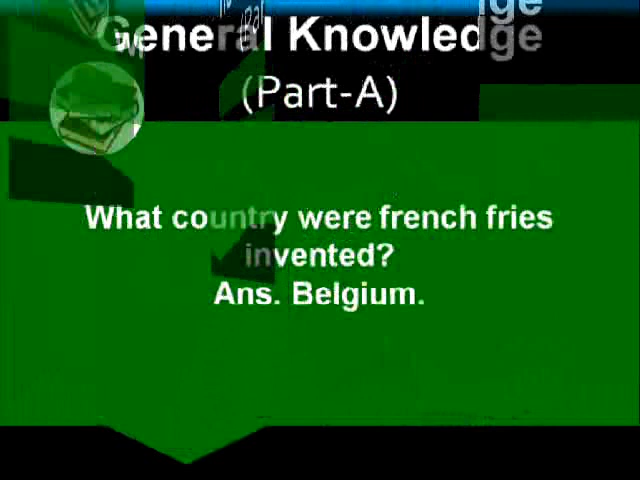 General Knowledge
(Part-A)
What country were french fries
invented?
Ans. Belgium.